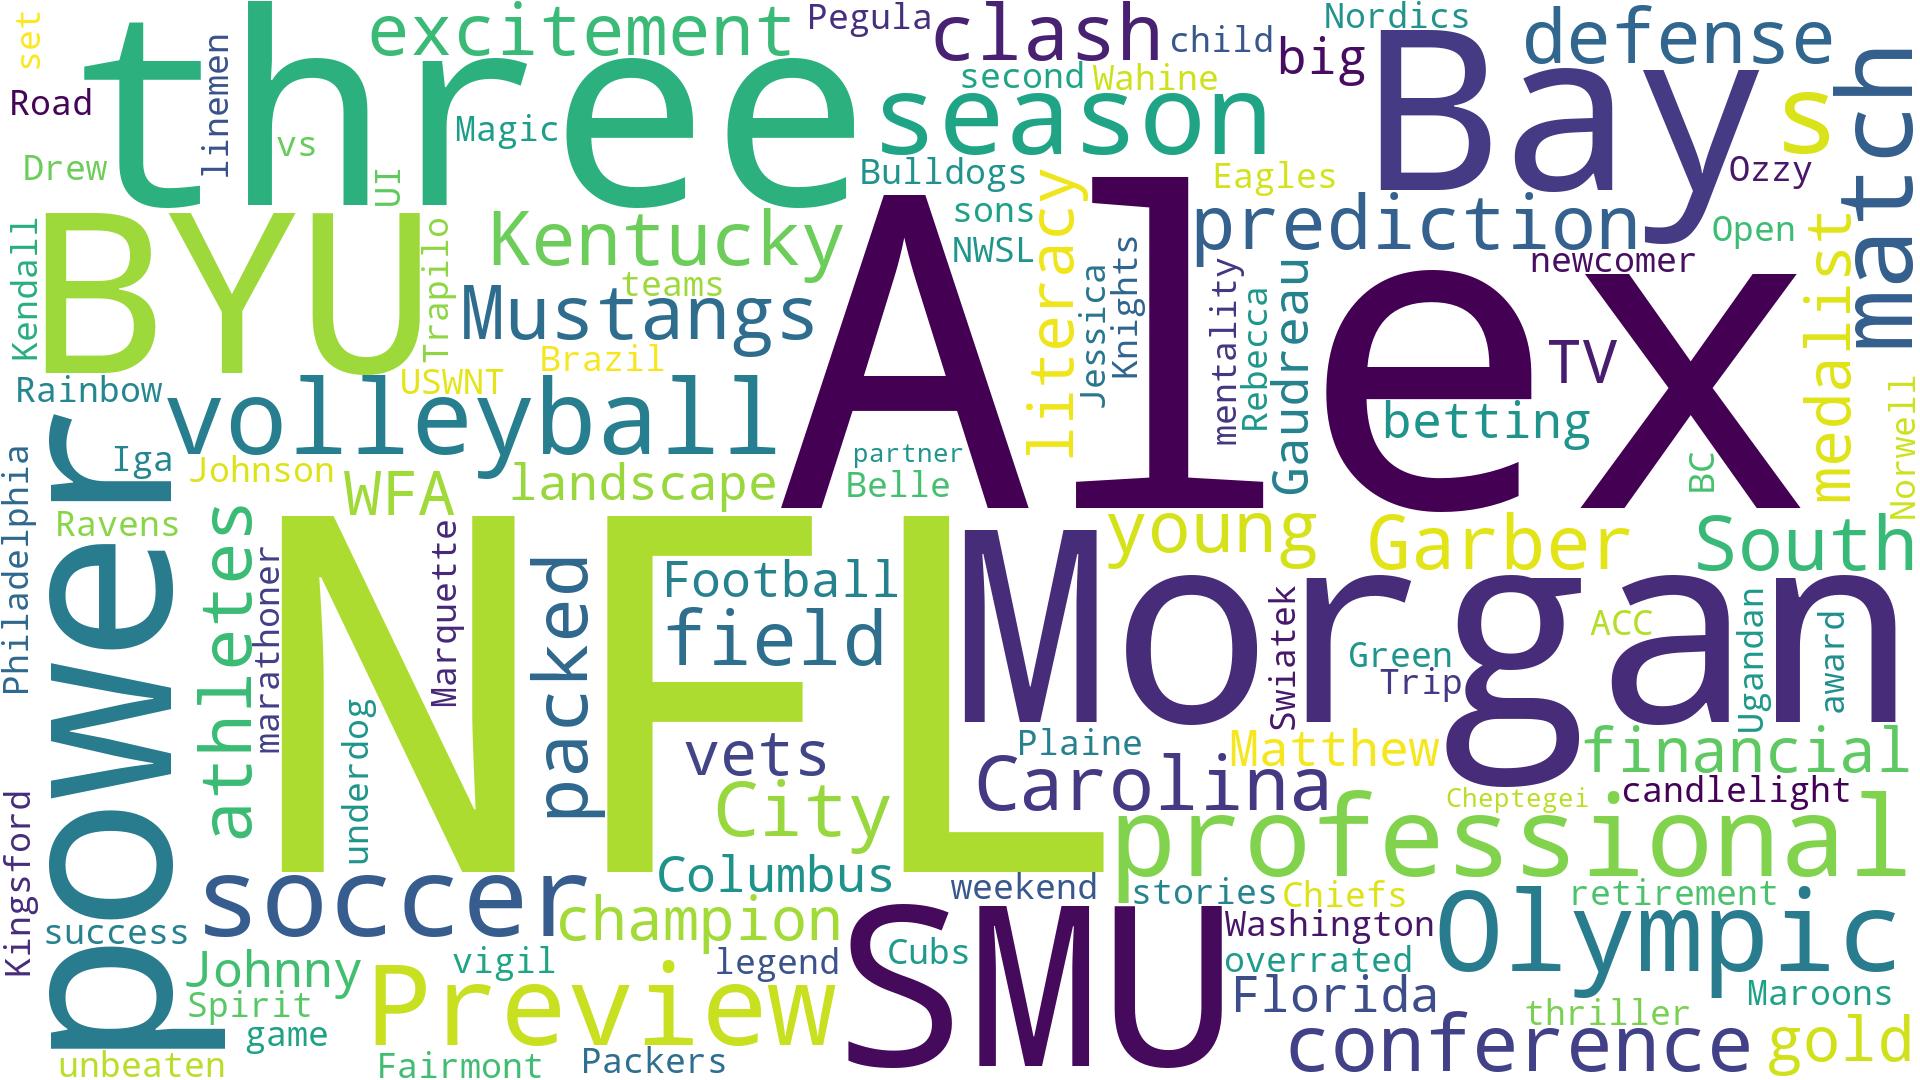 set
three
excitement
Pegula
clash
child
Nordics
big
Bay
defense
Road
linemen
vs
Magic
second
Wahine
season
s
match
Drew
UI
Bulldogs
Eagles
Ozzy
Kendall
BYU
Trapilo
Kentucky
teams
sons
NWSL
literacy
Alex
prediction
Open
medalist
Mustangs
Jessica
Knights
mentality
Rebecca
Gaudreau
newcomer
TV
Brazil
USWNT
Rainbow
volleyball
betting
Norwell
Iga
Johnson
WFA
landscape
partner
Belle
BC
Philadelphia
Ravens
power
athletes
marathoner
NFL
Marquette
packed
Football
field
young
Garber
South
Morgan
Swiatek
Green
Trip
ACC
Ugandan
award
underdog
vets
City
Plaine
Carolina
Matthew
financial
Cheptegei
candlelight
Kingsford
professional
Columbus
soccer
champion
weekend
stories
Chiefs
retirement
success
Johnny
vigil
legend
SMU
Cubs
Washington
overrated
Olympic
Spirit
game
Preview
Florida
thriller
Maroons
unbeaten
Fairmont
Packers
conference
gold